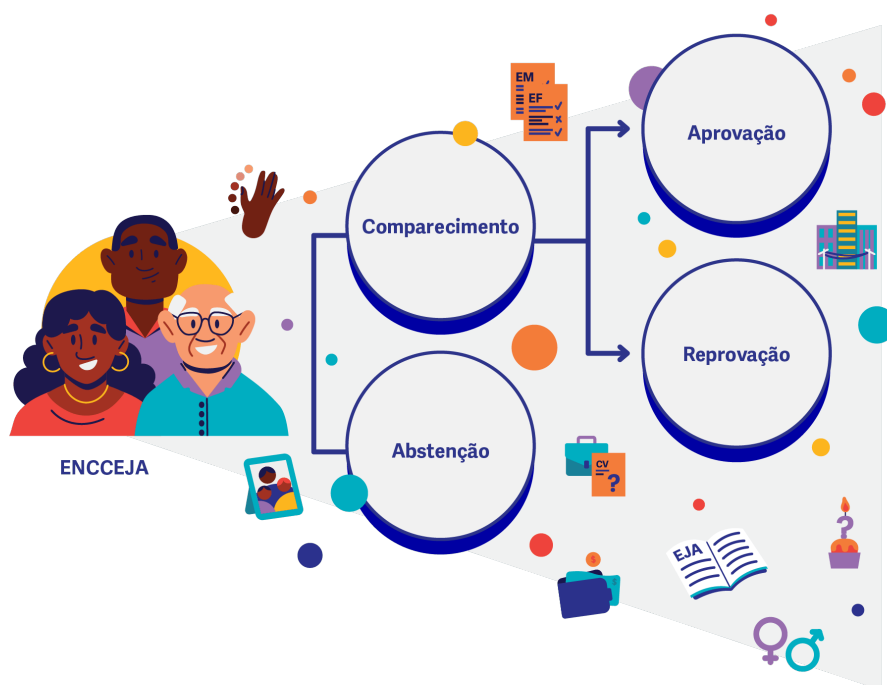 EM
EF
Aprovação
Comparecimento
Reprovação
Abstenção
ENCCEJA
CV
?
$
EJA
?